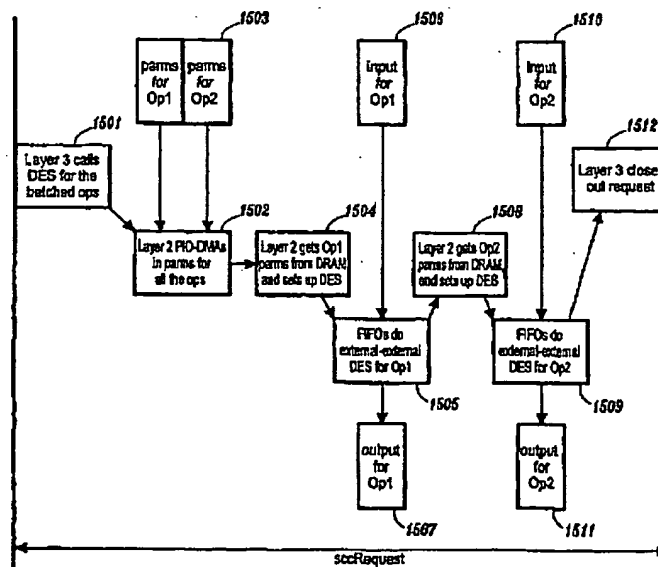 1503
parms
for
Op1
parms
for
Op2
1506
Input
for
Op1
1510
Input
for
Op2
1501
Layer 3 calls
DES for the
batched ops
1512
Layer 3 close
out request
1502
Layer 2 PIO-DMAs
in parms for
all the ops
1504
Layer 2 gets Op1
parms from DRAM,
and sets up DES
1508
Layer 2 gets Op2
parms from DRAM,
and sets up DES
FIFOs do
external-external
DES for Op1
1505
FIFOs do
external-external
DES for Op2
1509
output
for
Op1
1507
output
for
Op2
1511
sccRequest